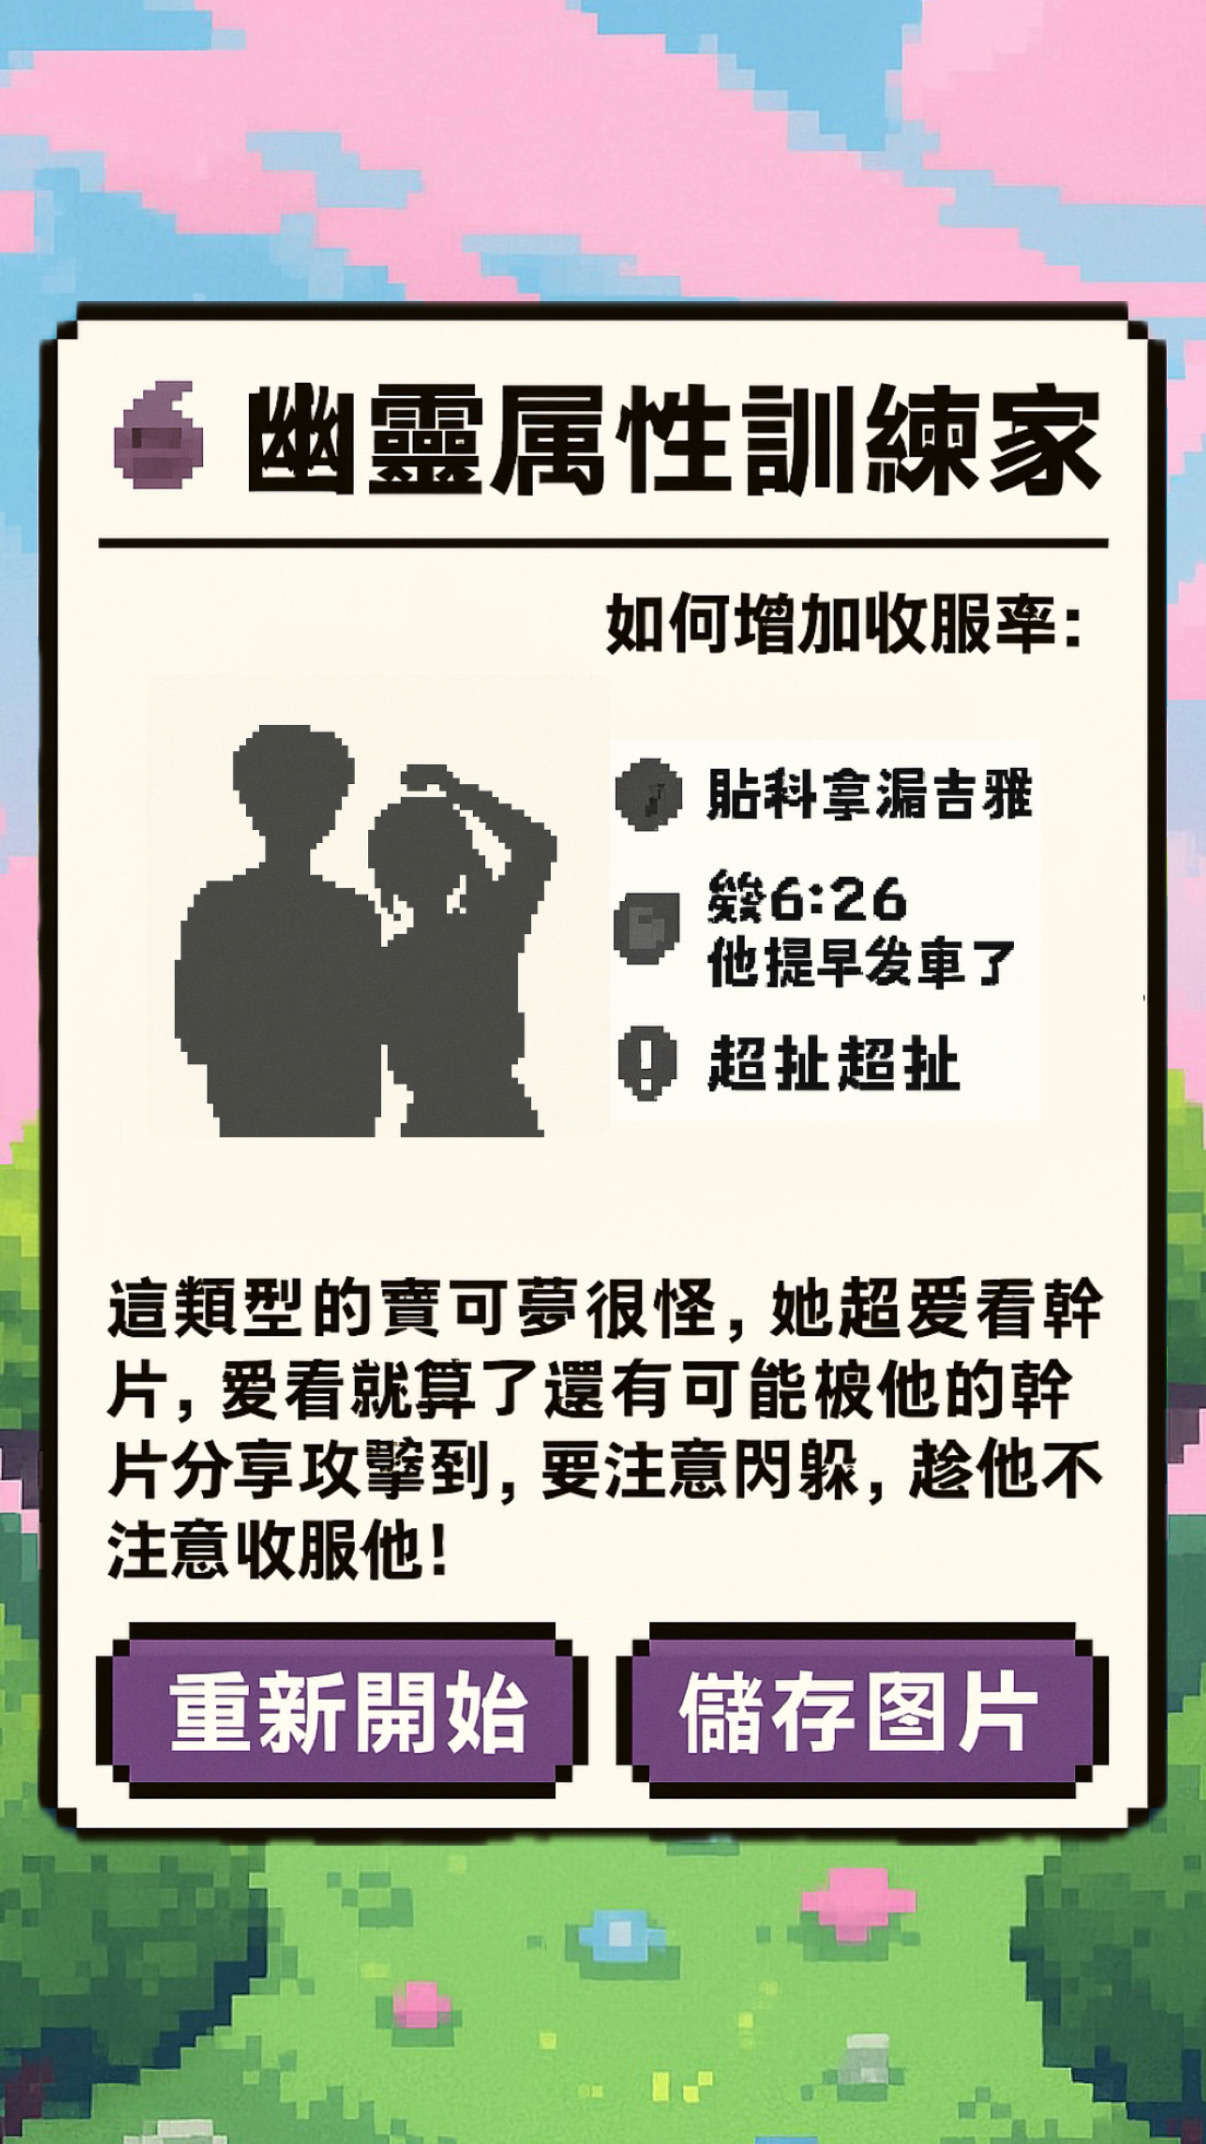 幽靈属性訓練家
如何增加收服率:
貼科拿漏吉雅
6:26
他提早发車了
超扯超扯
這類型的寶可夢很怪, 她超爱看幹
片, 爱看就算了還有可能被他的幹
片分享攻擊到, 要注意閃躲, 趁他不
注意收服他!
重新開始
儲存图片